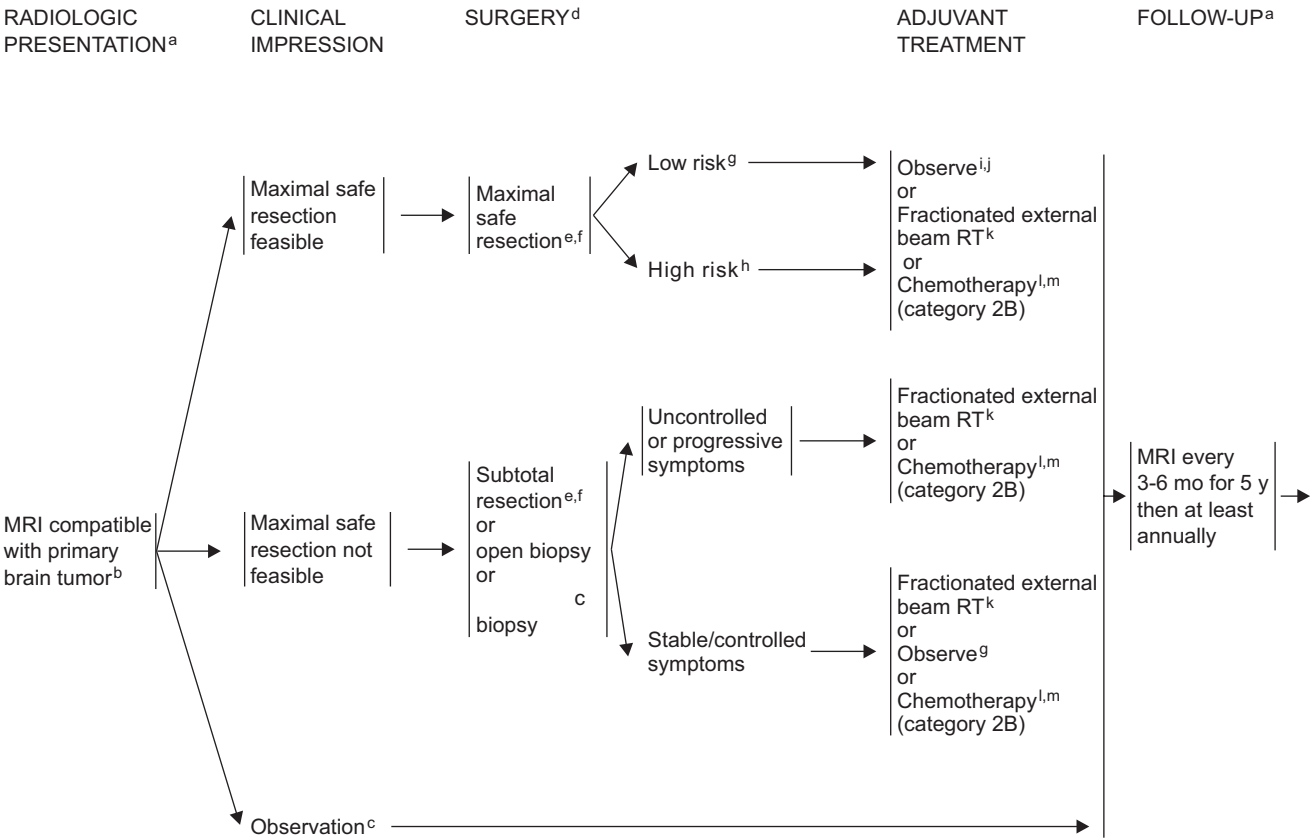 RADIOLOGIC
PRESENTATIONᵃ
CLINICAL
IMPRESSION
SURGERYᵈ
ADJUVANT
TREATMENT
FOLLOW-UPᵃ
MRI compatible
with primary
brain tumorᵇ
Maximal safe
resection
feasible
Maximal
safe
resectionᵉ,ᶠ
Low riskᵍ
High riskʰ
Observeⁱ,ʲ
or
Fractionated external
beam RTᵏ
or
Chemotherapyˡ,ᵐ
(category 2B)
Maximal safe
resection not
feasible
Subtotal
resectionᵉ,ᶠ
or
open biopsy
or
c
biopsy
Uncontrolled
or progressive
symptoms
Fractionated external
beam RTᵏ
or
Chemotherapyˡ,ᵐ
(category 2B)
Stable/controlled
symptoms
Fractionated external
beam RTᵏ
or
Observeᵍ
or
Chemotherapyˡ,ᵐ
(category 2B)
Observationᶜ
MRI every
3-6 mo for 5 y
then at least
annually